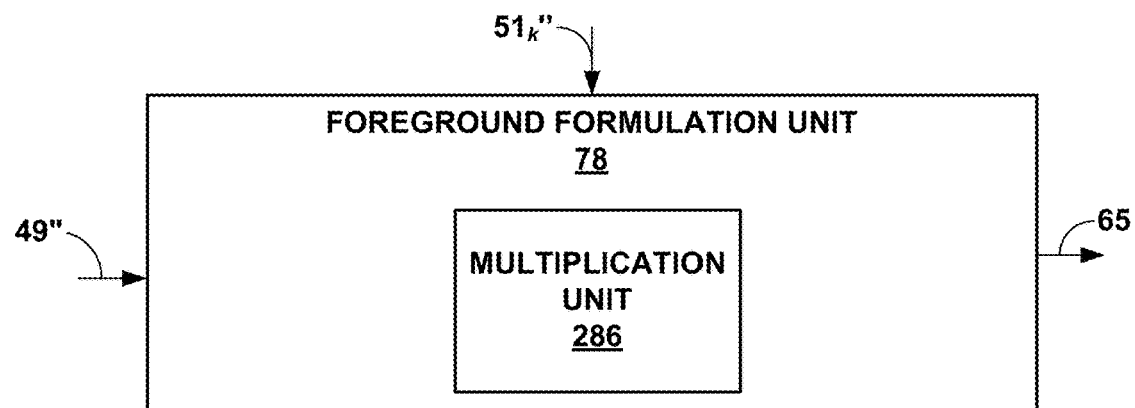 51k"
FOREGROUND FORMULATION UNIT
78
49"
65
MULTIPLICATION
UNIT
286